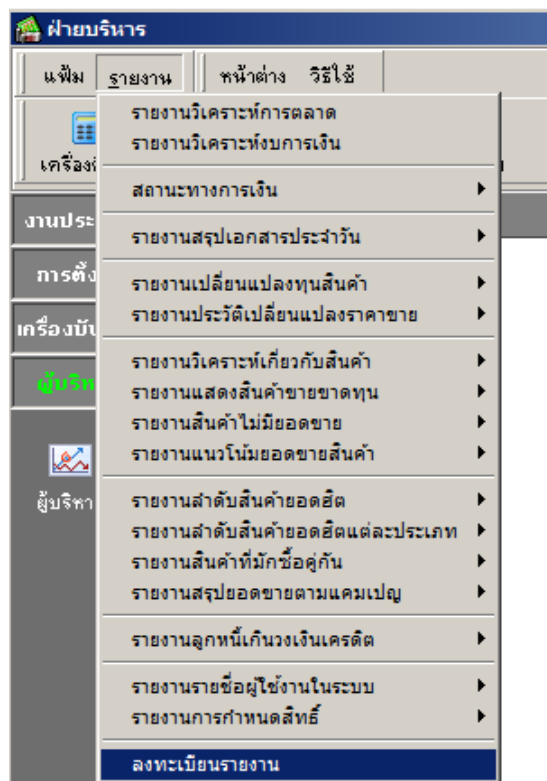 ฝ่ายบริหาร
แฟ้ม รายงาน หน้าต่าง วิธีใช้
รายงานวิเคราะห์การตลาด
รายงานวิเคราะห์งบการเงิน
สถานะทางการเงิน
รายงานสรุปเอกสารประจำวัน
รายงานเปลี่ยนแปลงทุนสินค้า
รายงานประวัติเปลี่ยนแปลงราคาขาย
รายงานวิเคราะห์เกี่ยวกับสินค้า
รายงานแสดงสินค้าขายขาดทุน
รายงานสินค้าไม่มียอดขาย
รายงานแนวโน้มยอดขายสินค้า
รายงานลำดับสินค้ายอดฮิต
รายงานลำดับสินค้ายอดฮิตแต่ละประเภท
รายงานสินค้าที่มักซื้อคู่กัน
รายงานสรุปยอดขายตามแคมเปญ
รายงานลูกหนี้เกินวงเงินเครดิต
รายงานรายชื่อผู้ใช้งานในระบบ
รายงานการกำหนดสิทธิ์
ลงทะเบียนรายงาน